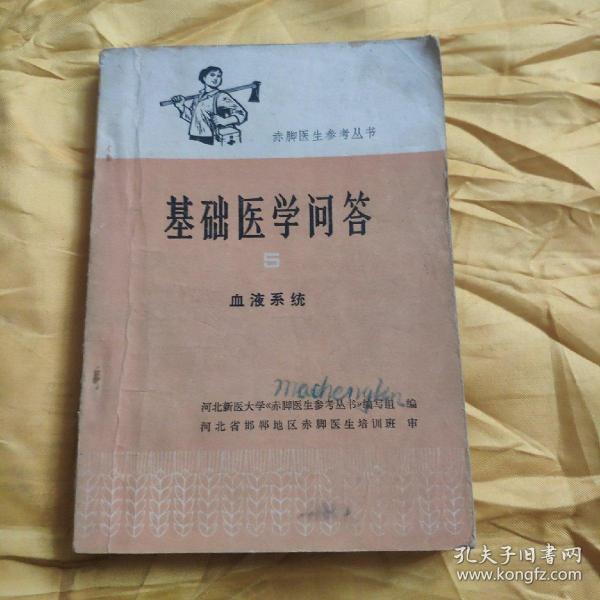 赤脚医生参考丛书
基础医学问答
5
血液系统
machengbin
河北新医大学《赤脚医生参考丛书》编写组 编
河北省邯郸地区赤脚医生培训班 审
孔夫子旧书网
www.kongfz.com